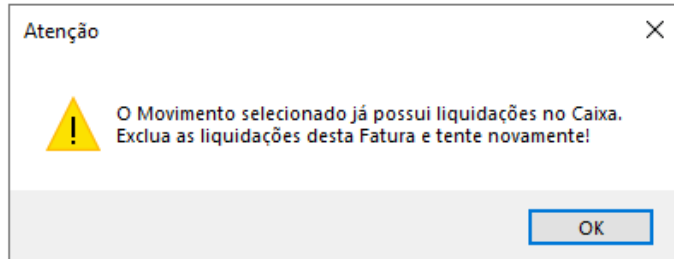 Atenção
O Movimento selecionado já possui liquidações no Caixa.
Exclua as liquidações desta Fatura e tente novamente!
OK